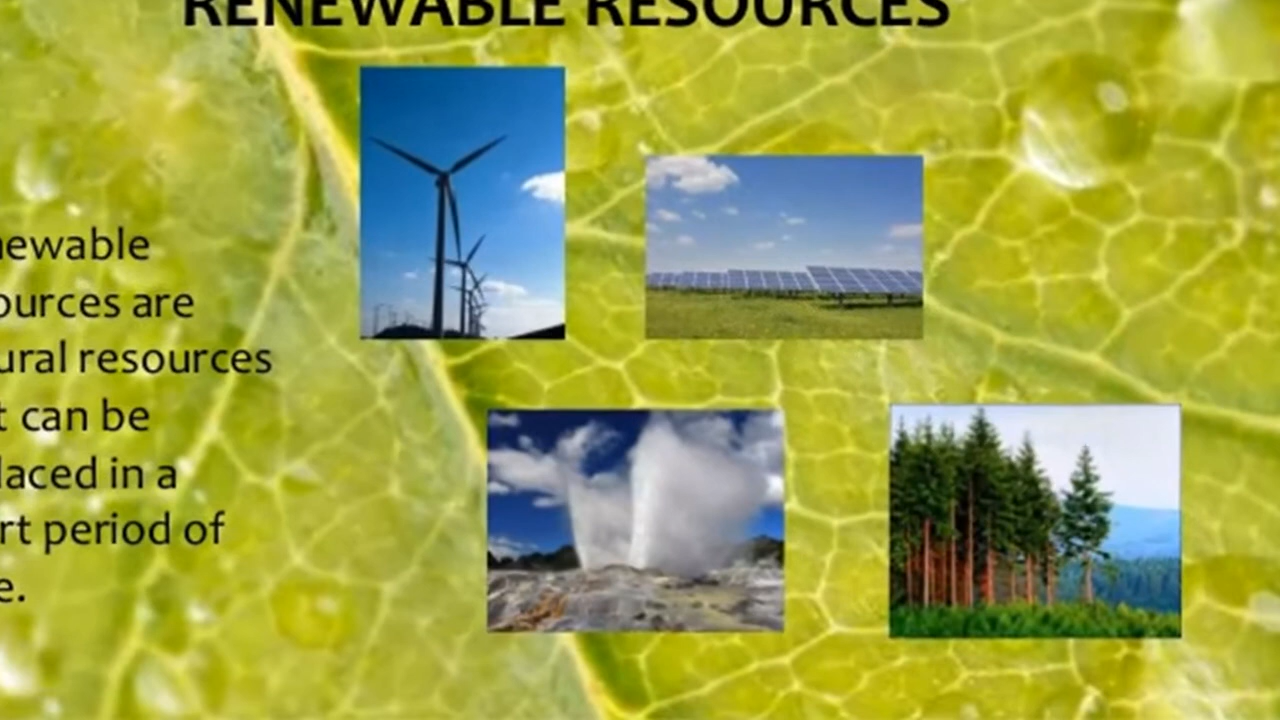 RENEWABLE RESOURCES
newable
ources are
ural resources
t can be
laced in a
rt period of
e.